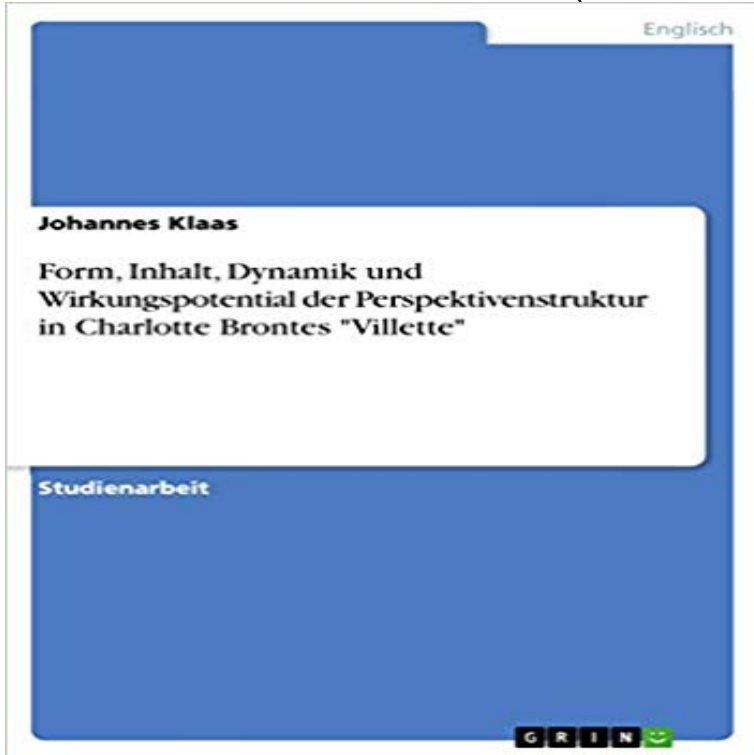 Englisch
Johannes Klaas
Form, Inhalt, Dynamik und
Wirkungspotential der Perspektivenstruktur
in Charlotte Brontes "Villette"
Studienarbeit
GRIN